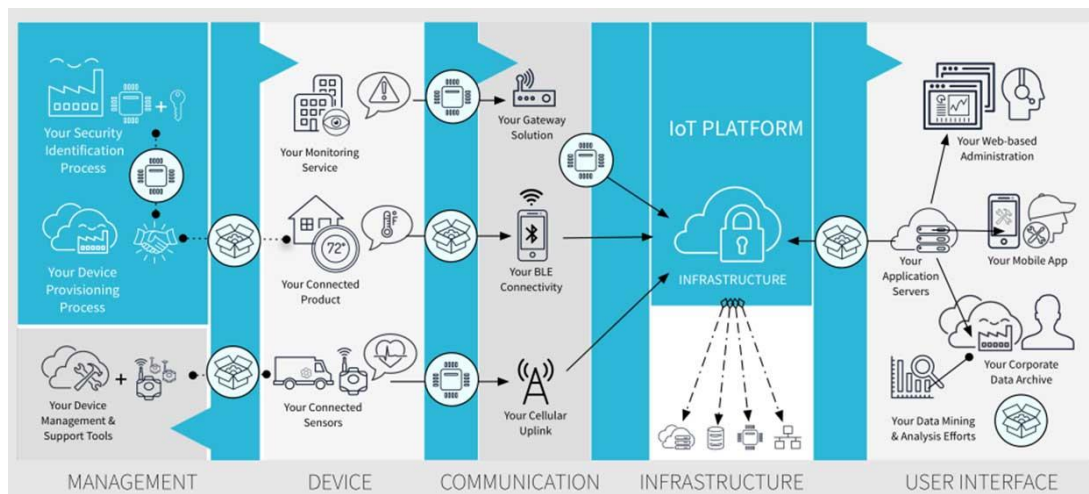 Your Security
Identification
Process
Your Device
Provisioning
Process
Your Device
Management &
Support Tools
Your Monitoring
Service
72°
Your Connected
Product
Your Connected
Sensors
Your Gateway
Solution
Your BLE
Connectivity
Your Cellular
Uplink
IoT PLATFORM
INFRASTRUCTURE
Your Web-based
Administration
Your
Application
Servers
Your Mobile App
Your Corporate
Data Archive
Your Data Mining
& Analysis Efforts
MANAGEMENT
DEVICE
COMMUNICATION
INFRASTRUCTURE
USER INTERFACE